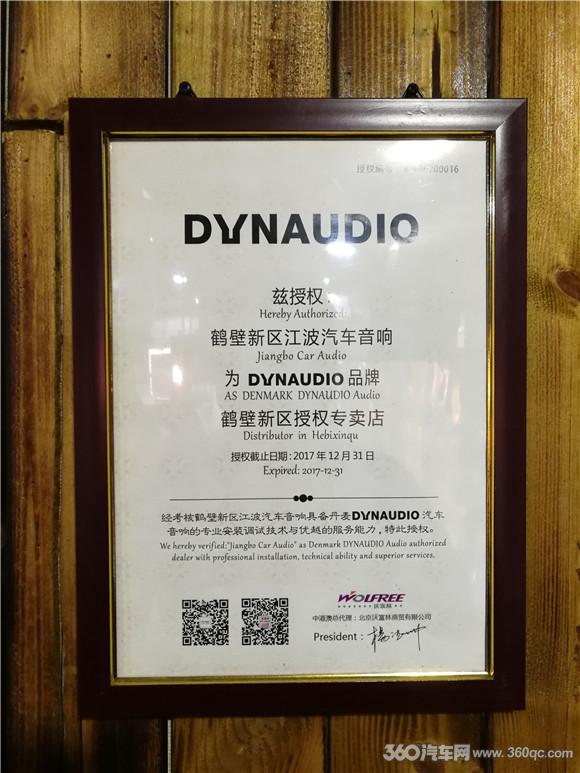 授权编号 200016
DYNAUDIO
兹授权：
Hereby Authorized:
鹤壁新区江波汽车音响
Jiangbo Car Audio
为 DYNAUDIO 品牌
AS DENMARK DYNAUDIO Audio
鹤壁新区授权专卖店
Distributor in Hebixinqu
授权截止日期：2017 年 12 月 31 日
Expired: 2017-12-31
经考核鹤壁新区江波汽车音响具备丹麦DYNAUDIO 汽车
音响的专业安装调试技术与优越的服务能力，特此授权。
We hereby verified:"Jiangbo Car Audio" as Denmark DYNAUDIO Audio authorized
dealer with professional installation, technical ability and superior services.
WOLFREE
沃富林
中港澳总代理：北京沃富林商贸有限公司
President :
360汽车网 www.360qc.com